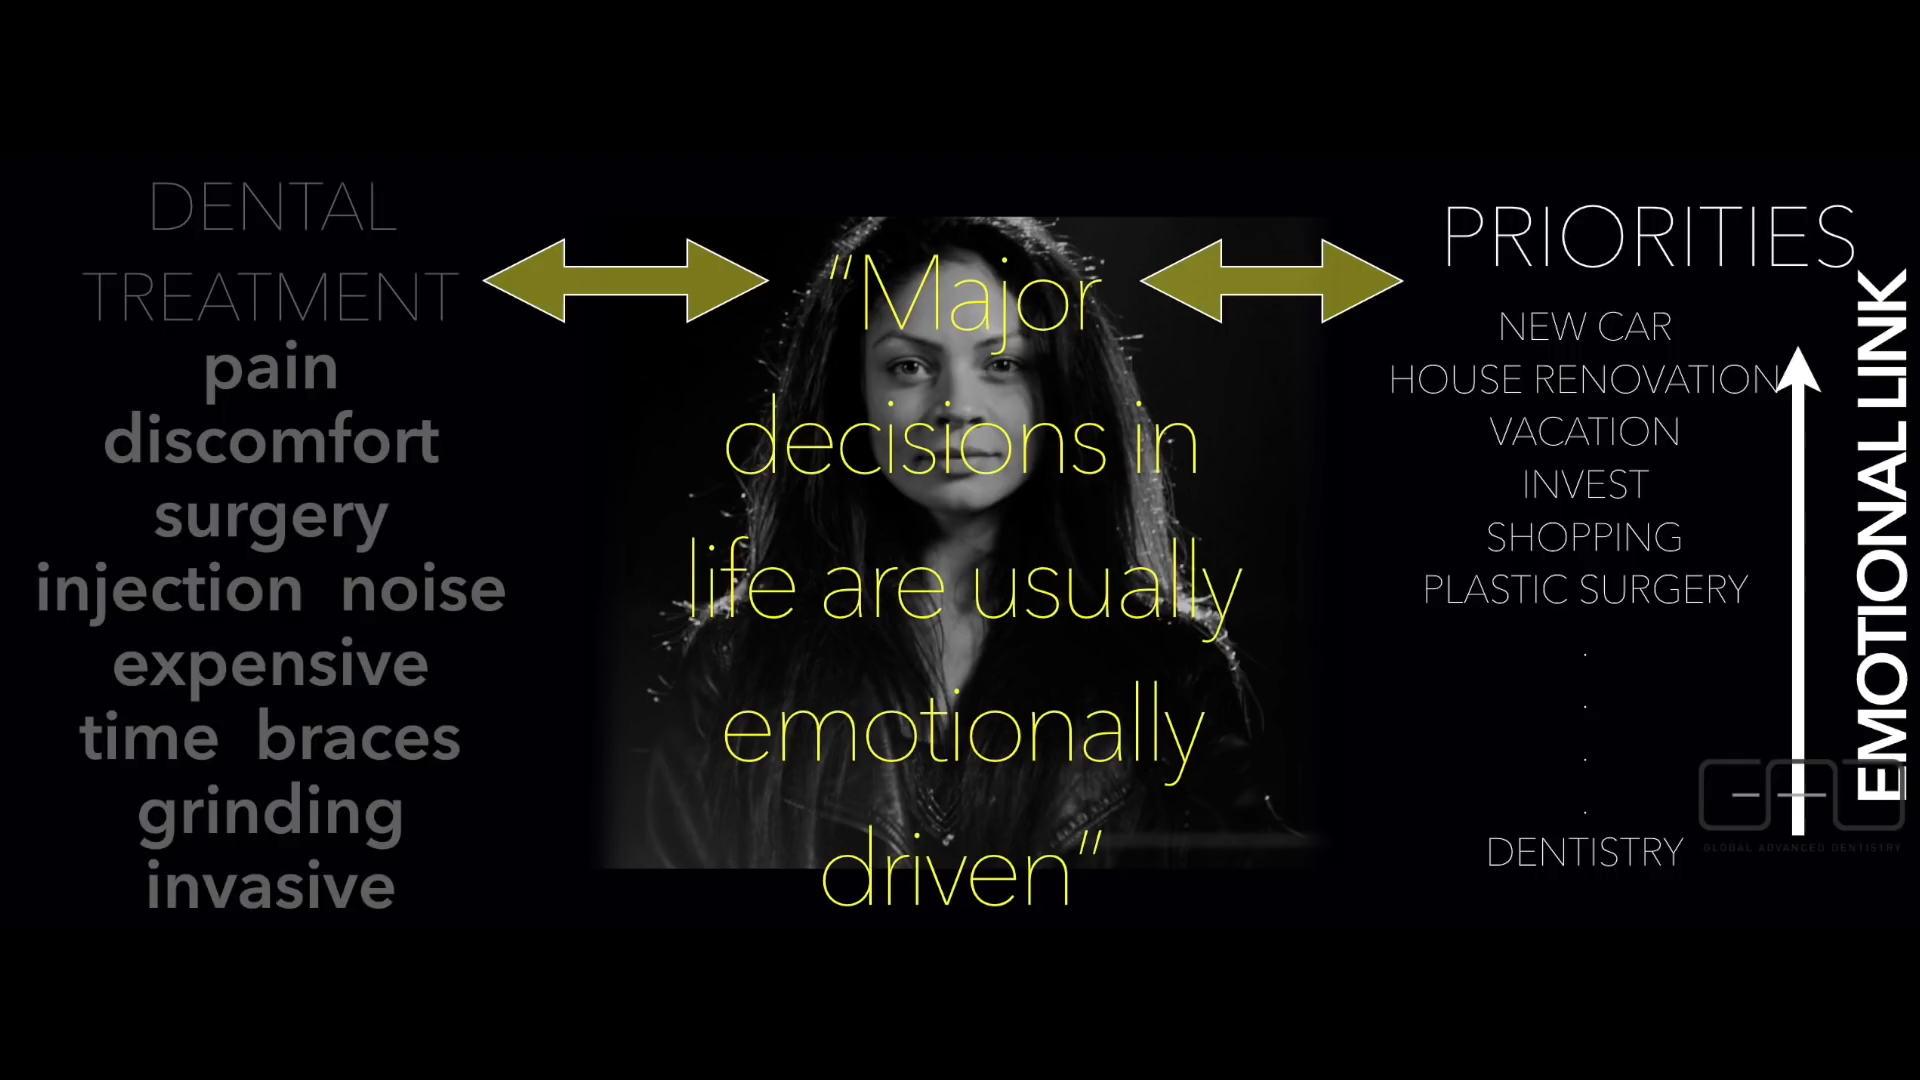 DENTAL
TREATMENT
pain
discomfort
surgery
injection noise
expensive
time braces
grinding
invasive
“Major
decisions in
life are usually
emotionally
driven”
PRIORITIES
NEW CAR
HOUSE RENOVATION
VACATION
INVEST
SHOPPING
PLASTIC SURGERY
.
.
.
.
DENTISTRY
EMOTIONAL LINK
GAD
GLOBAL ADVANCED DENTISTRY